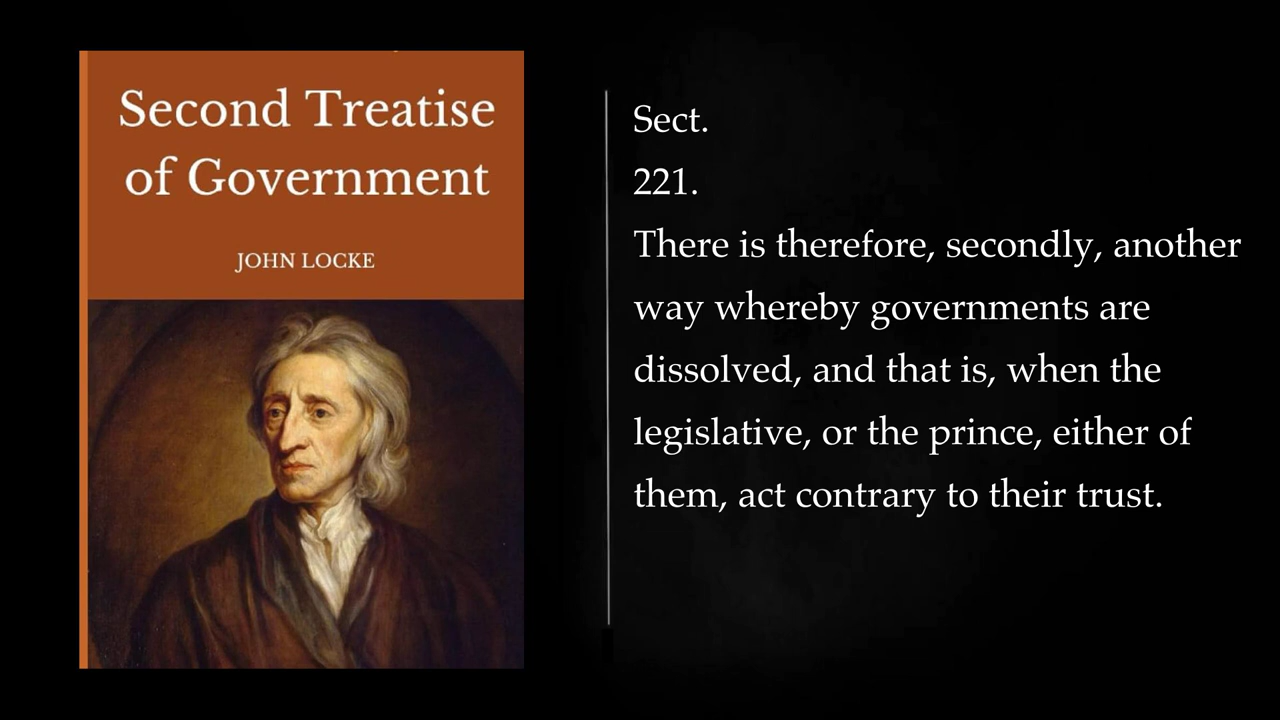 Second Treatise
of Government
JOHN LOCKE
Sect.
221.
There is therefore, secondly, another
way whereby governments are
dissolved, and that is, when the
legislative, or the prince, either of
them, act contrary to their trust.